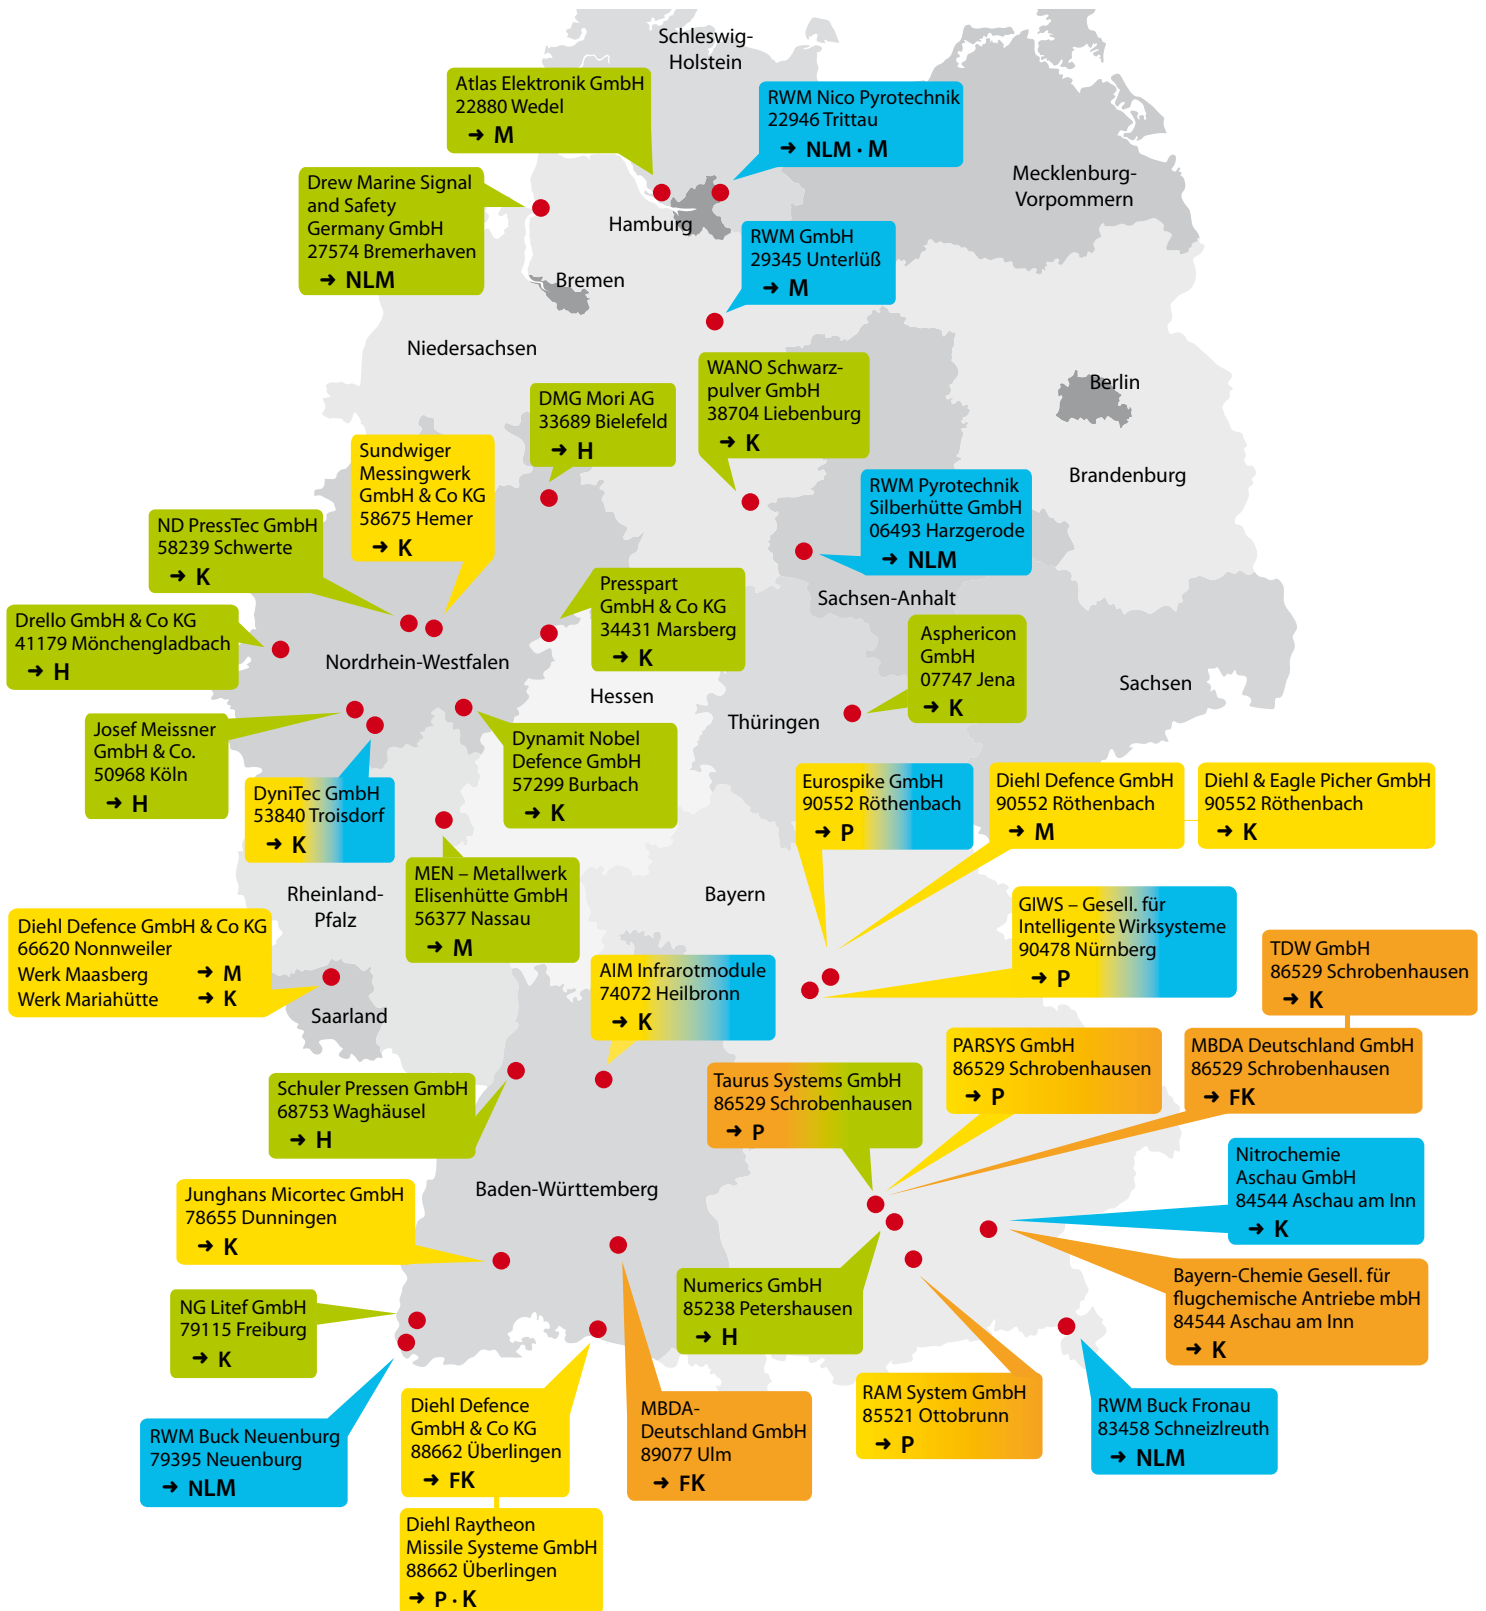 Schleswig-
Holstein
Atlas Elektronik GmbH
22880 Wedel
➜ M
RWM Nico Pyrotechnik
22946 Trittau
➜ NLM · M
Mecklenburg-
Vorpommern
Drew Marine Signal
and Safety
Germany GmbH
27574 Bremerhaven
➜ NLM
Hamburg
RWM GmbH
29345 Unterlüß
➜ M
Bremen
Niedersachsen
WANO Schwarz-
pulver GmbH
38704 Liebenburg
➜ K
Berlin
DMG Mori AG
33689 Bielefeld
➜ H
Sundwiger
Messingwerk
GmbH & Co KG
58675 Hemer
➜ K
Brandenburg
RWM Pyrotechnik
Silberhütte GmbH
06493 Harzgerode
➜ NLM
ND PressTec GmbH
58239 Schwerte
➜ K
Presspart
GmbH & Co KG
34431 Marsberg
➜ K
Sachsen-Anhalt
Drello GmbH & Co KG
41179 Mönchengladbach
➜ H
Asphericon
GmbH
07747 Jena
➜ K
Nordrhein-Westfalen
Hessen
Sachsen
Thüringen
Josef Meissner
GmbH & Co.
50968 Köln
➜ H
Dynamit Nobel
Defence GmbH
57299 Burbach
➜ K
DyniTec GmbH
53840 Troisdorf
➜ K
Eurospike GmbH
90552 Röthenbach
➜ P
Diehl Defence GmbH
90552 Röthenbach
➜ M
Diehl & Eagle Picher GmbH
90552 Röthenbach
➜ K
MEN – Metallwerk
Elisenhütte GmbH
56377 Nassau
➜ M
Rheinland-
Pfalz
Bayern
GIWS – Gesell. für
Intelligente Wirksysteme
90478 Nürnberg
➜ P
Diehl Defence GmbH & Co KG
66620 Nonnweiler
Werk Maasberg ➜ M
Werk Mariahütte ➜ K
TDW GmbH
86529 Schrobenhausen
➜ K
AIM Infrarotmodule
74072 Heilbronn
➜ K
Saarland
PARSYS GmbH
86529 Schrobenhausen
➜ P
MBDA Deutschland GmbH
86529 Schrobenhausen
➜ FK
Schuler Pressen GmbH
68753 Waghäusel
➜ H
Taurus Systems GmbH
86529 Schrobenhausen
➜ P
Nitrochemie
Aschau GmbH
84544 Aschau am Inn
➜ K
Baden-Württemberg
Junghans Micortec GmbH
78655 Dunningen
➜ K
Numerics GmbH
85238 Petershausen
➜ H
Bayern-Chemie Gesell. für
flugchemische Antriebe mbH
84544 Aschau am Inn
➜ K
NG Litef GmbH
79115 Freiburg
➜ K
RWM Buck Neuenburg
79395 Neuenburg
➜ NLM
Diehl Defence
GmbH & Co KG
88662 Überlingen
➜ FK
MBDA-
Deutschland GmbH
89077 Ulm
➜ FK
RAM System GmbH
85521 Ottobrunn
➜ P
RWM Buck Fronau
83458 Schneizlreuth
➜ NLM
Diehl Raytheon
Missile Systeme GmbH
88662 Überlingen
➜ P · K